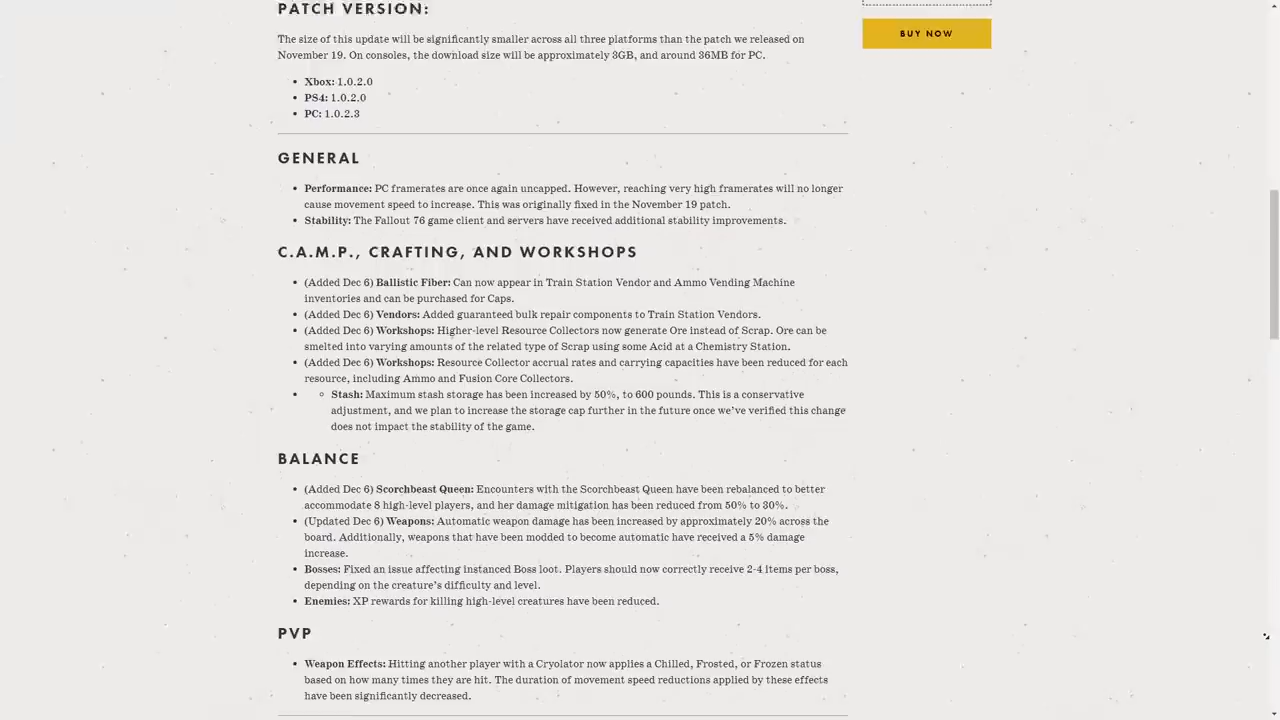 PATCH VERSION:
The size of this update will be significantly smaller across all three platforms than the patch we released on
November 19. On consoles, the download size will be approximately 3GB, and around 36MB for PC.
• Xbox: 1.0.2.0
• PS4: 1.0.2.0
• PC: 1.0.2.3
BUY NOW
GENERAL
• Performance: PC framerates are once again uncapped. However, reaching very high framerates will no longer
cause movement speed to increase. This was originally fixed in the November 19 patch.
• Stability: The Fallout 76 game client and servers have received additional stability improvements.
C.A.M.P., CRAFTING, AND WORKSHOPS
• (Added Dec 6) Ballistic Fiber: Can now appear in Train Station Vendor and Ammo Vending Machine
inventories and can be purchased for Caps.
• (Added Dec 6) Vendors: Added guaranteed bulk repair components to Train Station Vendors.
• (Added Dec 6) Workshops: Higher-level Resource Collectors now generate Ore instead of Scrap. Ore can be
smelted into varying amounts of the related type of Scrap using some Acid at a Chemistry Station.
• (Added Dec 6) Workshops: Resource Collector accrual rates and carrying capacities have been reduced for each
resource, including Ammo and Fusion Core Collectors.
• ◦ Stash: Maximum stash storage has been increased by 50%, to 600 pounds. This is a conservative
adjustment, and we plan to increase the storage cap further in the future once we've verified this change
does not impact the stability of the game.
BALANCE
• (Added Dec 6) Scorchbeast Queen: Encounters with the Scorchbeast Queen have been rebalanced to better
accommodate 8 high-level players, and her damage mitigation has been reduced from 50% to 30%.
• (Updated Dec 6) Weapons: Automatic weapon damage has been increased by approximately 20% across the
board. Additionally, weapons that have been modded to become automatic have received a 5% damage
increase.
• Bosses: Fixed an issue affecting instanced Boss loot. Players should now correctly receive 2-4 items per boss,
depending on the creature's difficulty and level.
• Enemies: XP rewards for killing high-level creatures have been reduced.
PVP
• Weapon Effects: Hitting another player with a Cryolator now applies a Chilled, Frosted, or Frozen status
based on how many times they are hit. The duration of movement speed reductions applied by these effects
have been significantly decreased.